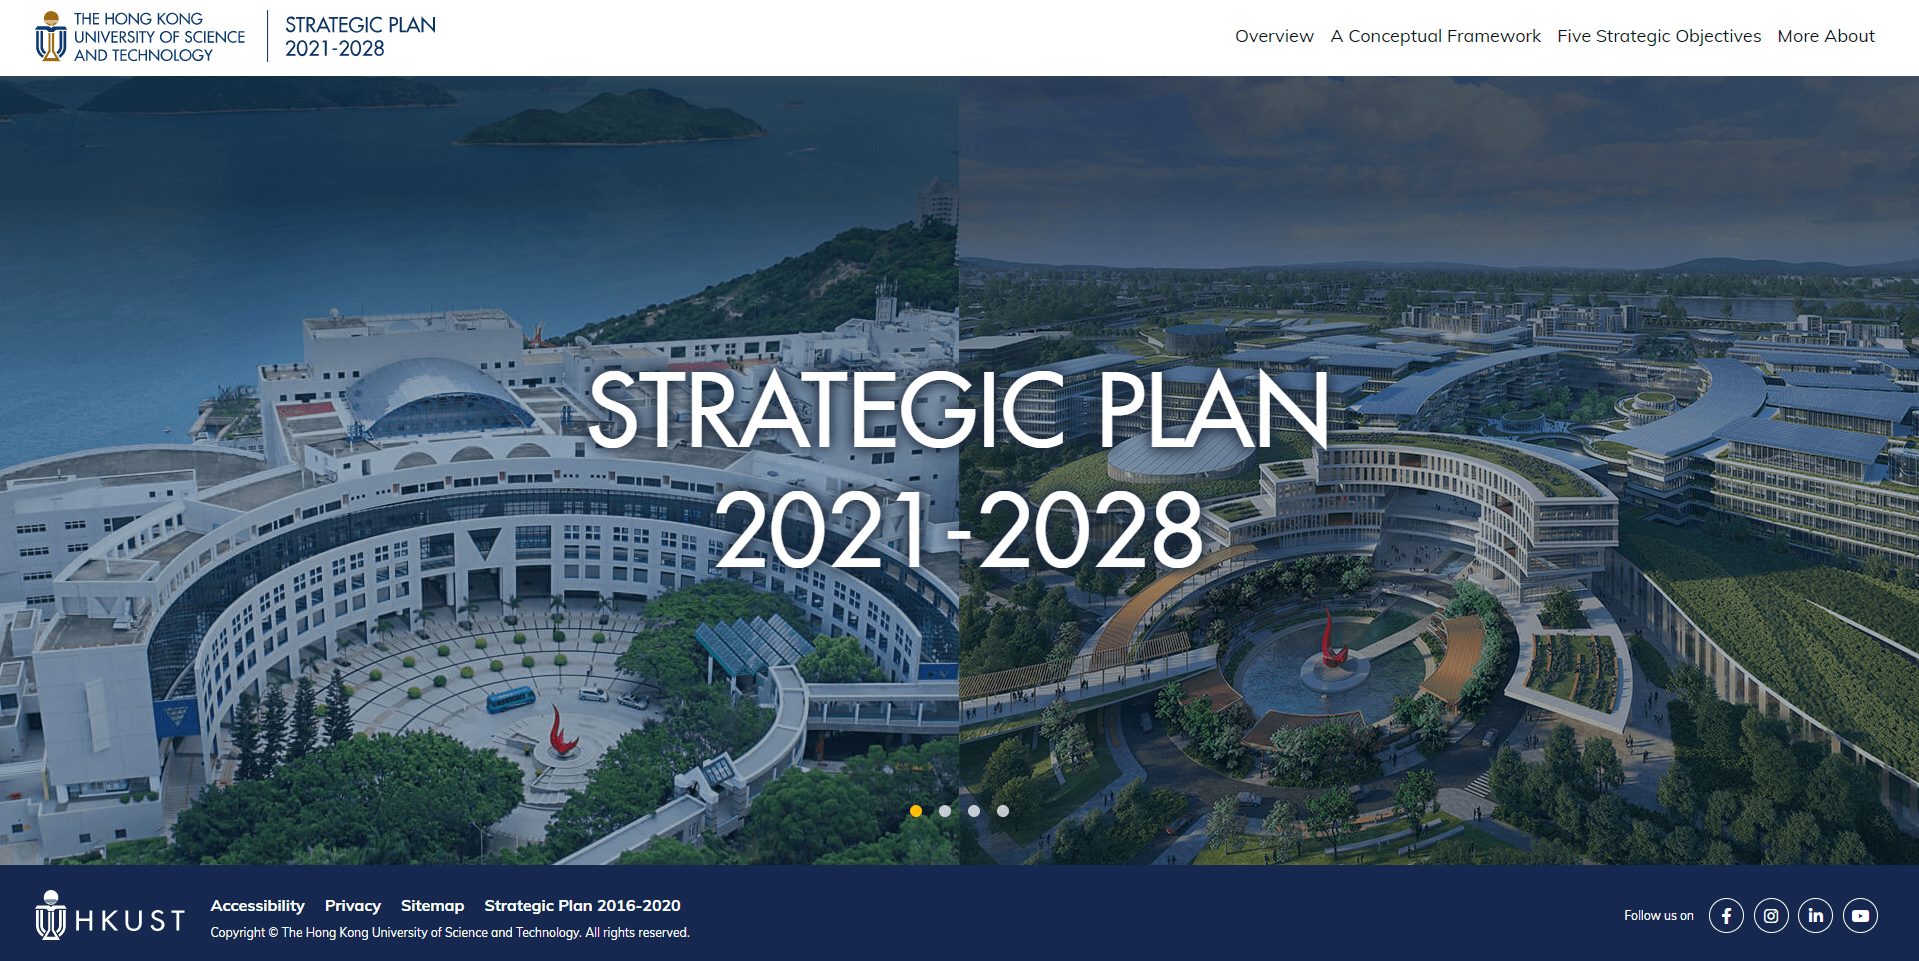 THE HONG KONG
UNIVERSITY OF SCIENCE
AND TECHNOLOGY
STRATEGIC PLAN
2021-2028
Overview
A Conceptual Framework
Five Strategic Objectives
More About
STRATEGIC PLAN
2021-2028
HKUST
Accessibility
Privacy
Sitemap
Strategic Plan 2016-2020
Copyright © The Hong Kong University of Science and Technology. All rights reserved.
Follow us on